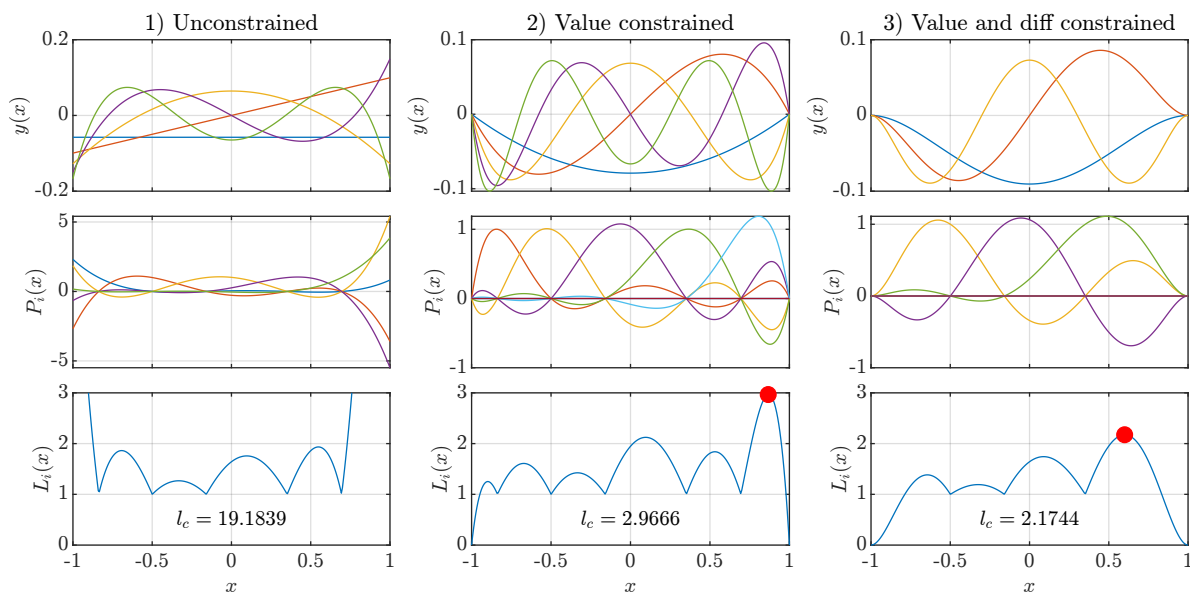 1) Unconstrained
2) Value constrained
3) Value and diff constrained
0.2
0
-0.2
y(x)
0.1
0
-0.1
y(x)
0.1
0
-0.1
y(x)
5
0
-5
P_i(x)
1
0
-1
P_i(x)
1
0
-1
P_i(x)
3
2
1
0
L_i(x)
l_c = 19.1839
-1 -0.5 0 0.5 1
x
3
2
1
0
L_i(x)
l_c = 2.9666
-1 -0.5 0 0.5 1
x
3
2
1
0
L_i(x)
l_c = 2.1744
-1 -0.5 0 0.5 1
x